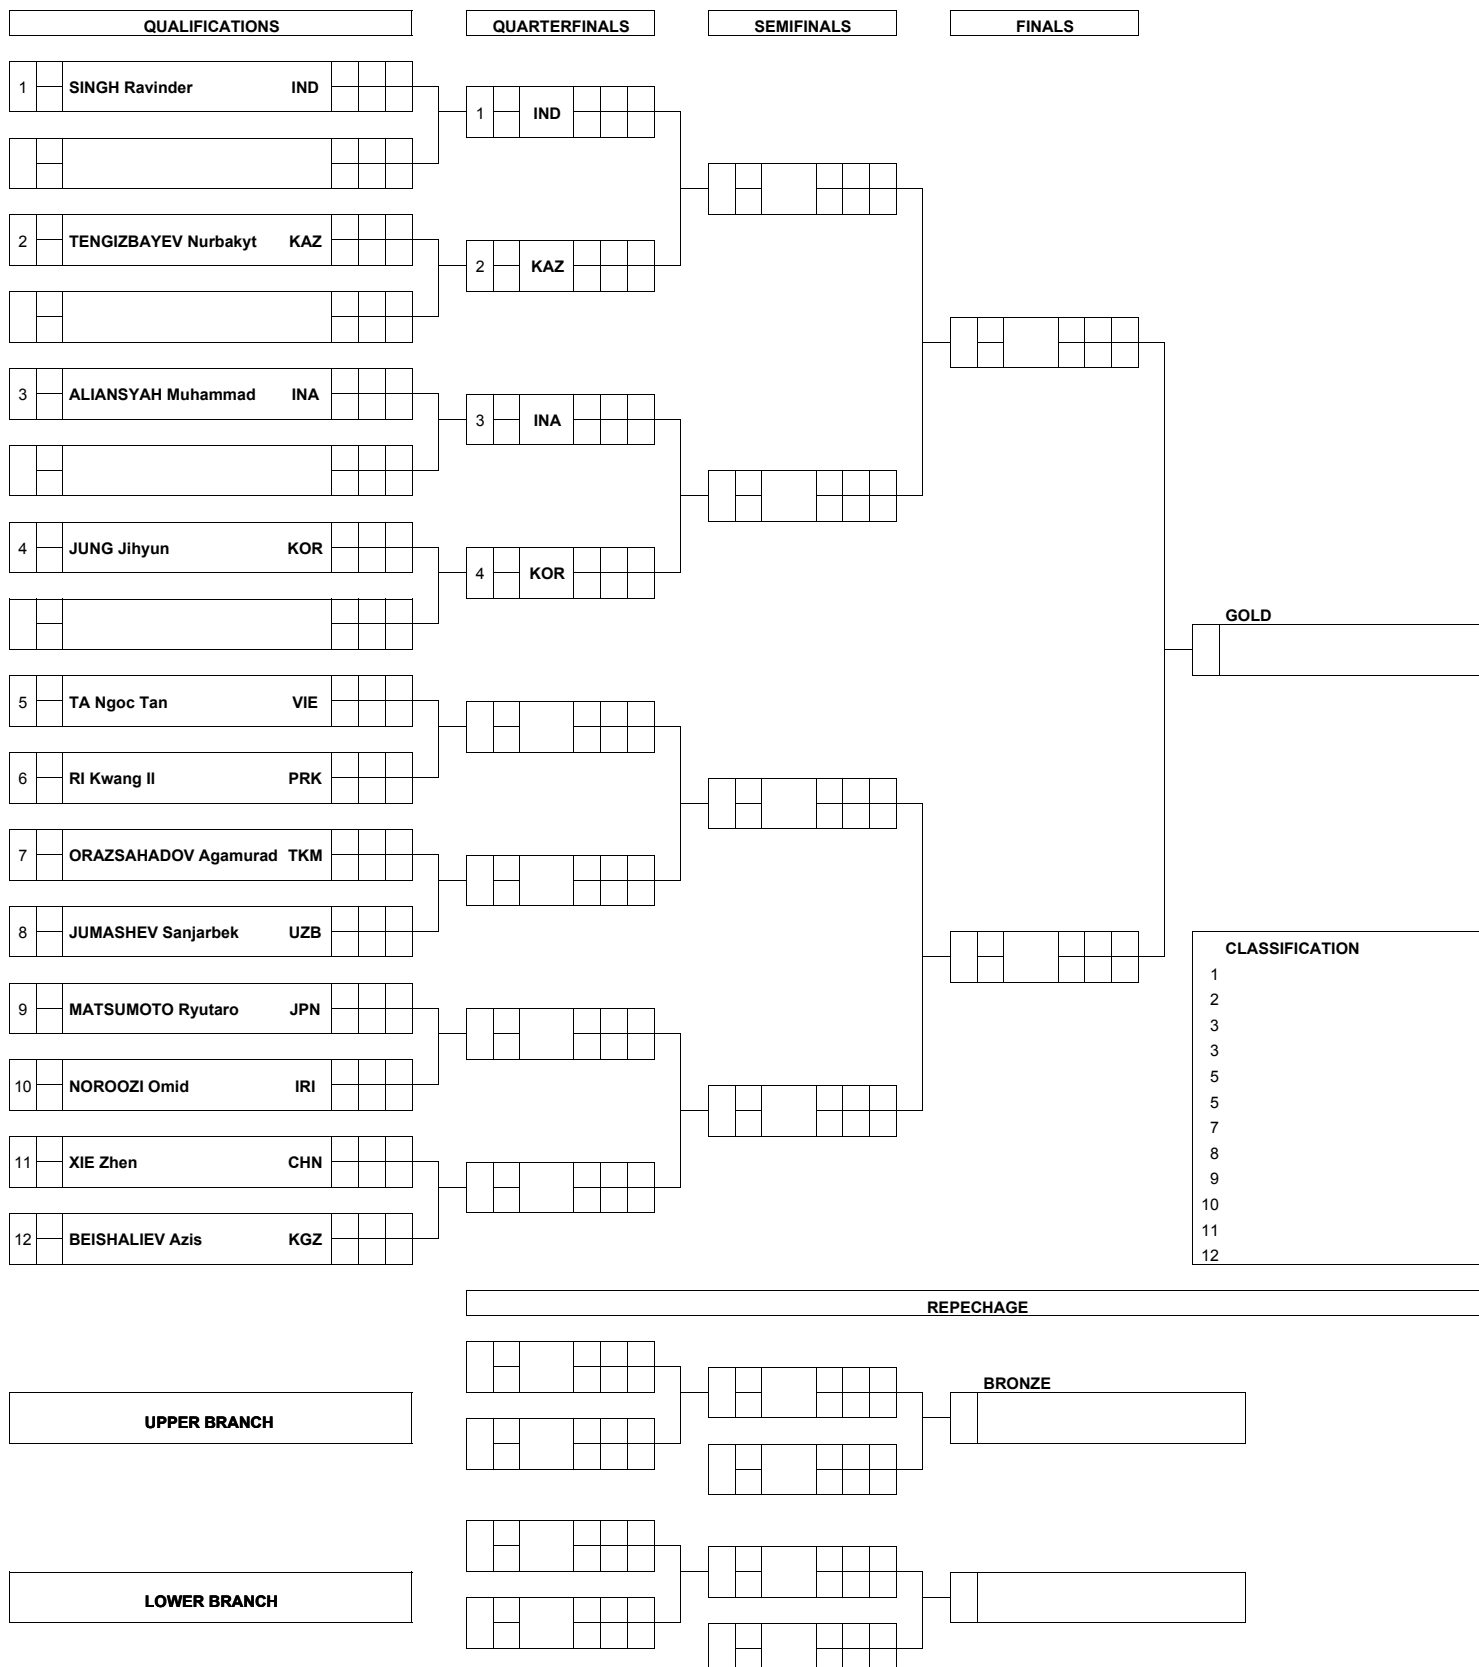 QUALIFICATIONS QUARTERFINALS SEMIFINALS FINALS
1 SINGH Ravinder IND
1 IND
2 TENGIZBAYEV Nurbakyt KAZ
2 KAZ
3 ALIANSYAH Muhammad INA
3 INA
4 JUNG Jihyun KOR
4 KOR
GOLD
5 TA Ngoc Tan VIE
6 RI Kwang Il PRK
7 ORAZSAHADOV Agamurad TKM
8 JUMASHEV Sanjarbek UZB
CLASSIFICATION
1
2
3
3
5
5
7
8
9
10
11
12
9 MATSUMOTO Ryutaro JPN
10 NOROOZI Omid IRI
11 XIE Zhen CHN
12 BEISHALIEV Azis KGZ
REPECHAGE
BRONZE
UPPER BRANCH
LOWER BRANCH